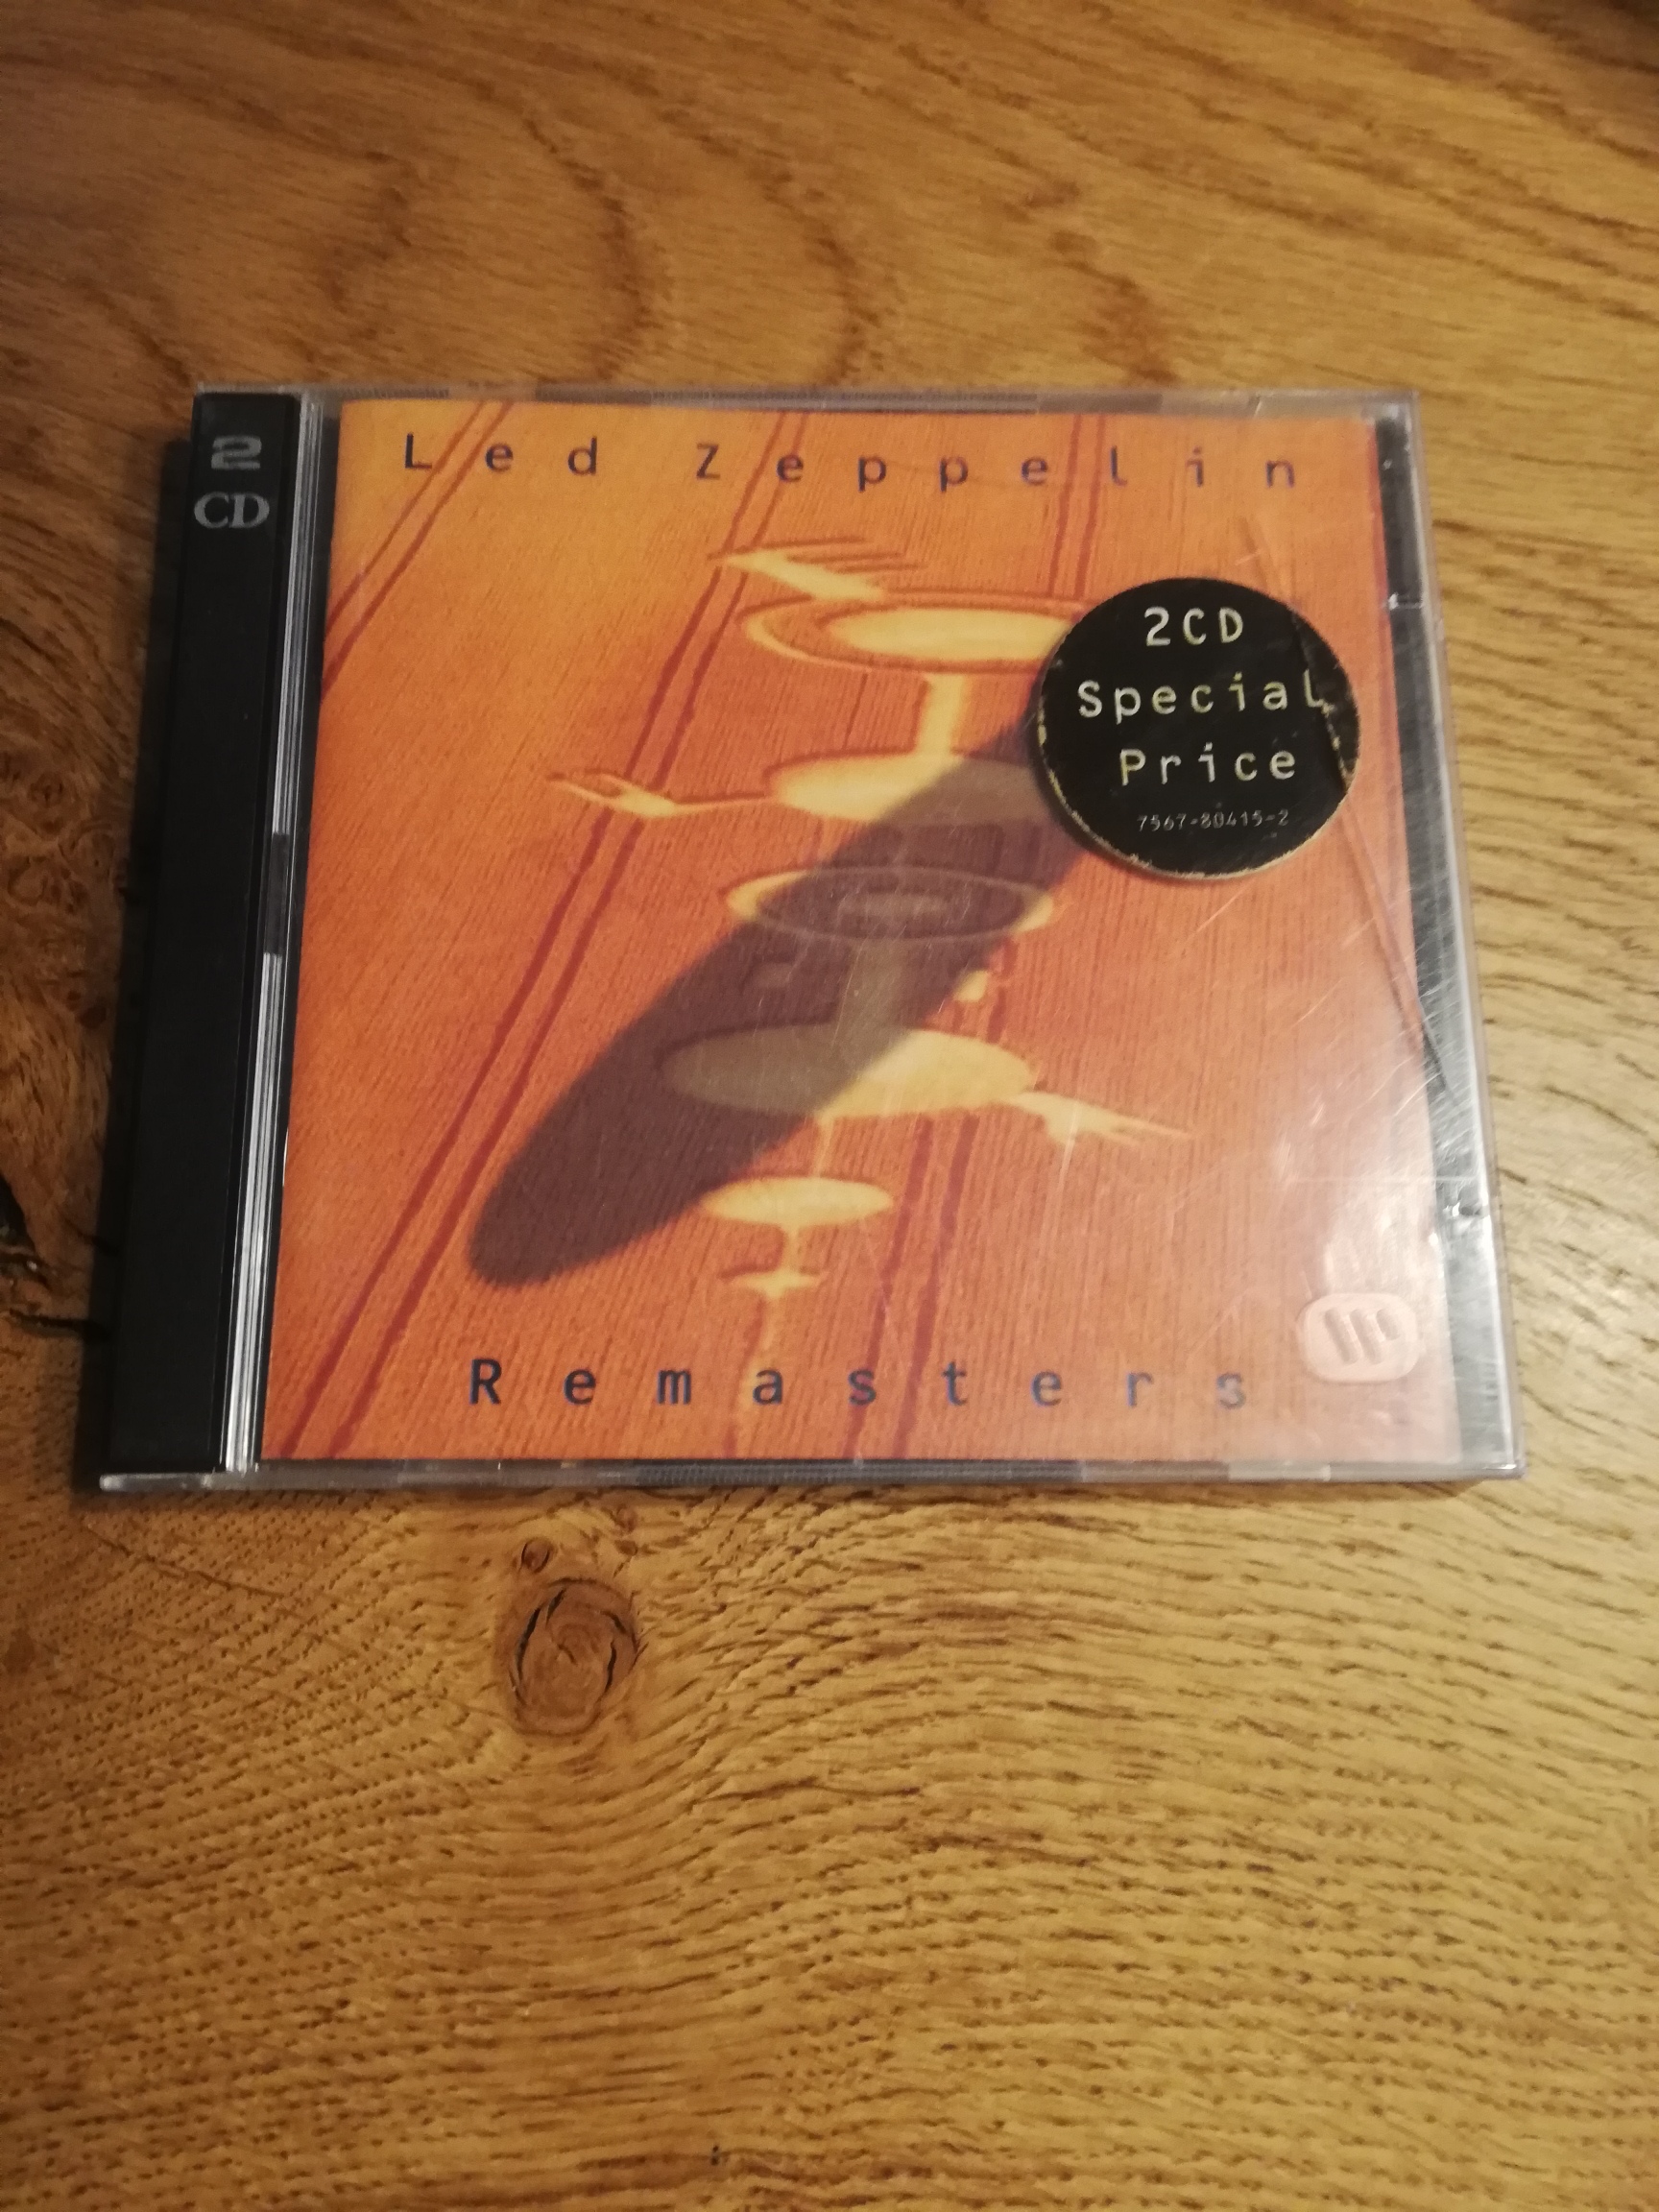 2
CD
Led Zeppelin
2CD
Special
Price
7567-80415-2
Remasters